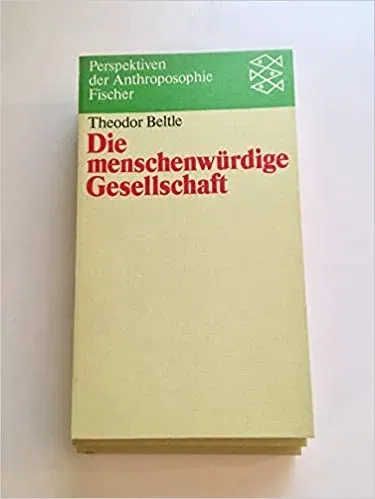 Perspektiven
der Anthroposophie
Fischer
Theodor Beltle
Die
menschenwürdige
Gesellschaft